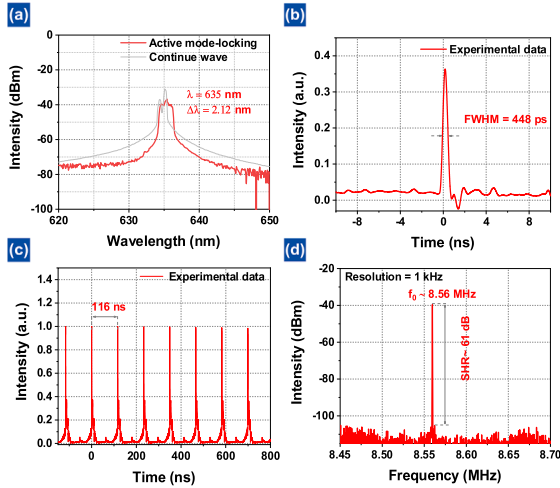 (a)
Active mode-locking
Continue wave
λ = 635 nm
Δλ = 2.12 nm
Intensity (dBm)
0
-20
-40
-60
-80
-100
620
630
640
650
Wavelength (nm)
(b)
Experimental data
FWHM = 448 ps
Intensity (a.u.)
0.4
0.3
0.2
0.1
0.0
-8
-4
0
4
8
Time (ns)
(c)
Experimental data
116 ns
Intensity (a.u.)
1.4
1.2
1.0
0.8
0.6
0.4
0.2
0.0
0
200
400
600
800
Time (ns)
(d)
Resolution = 1 kHz
f₀ ~ 8.56 MHz
SHR~ 61 dB
Intensity (dBm)
-20
-40
-60
-80
-100
8.45
8.50
8.55
8.60
8.65
8.70
Frequency (MHz)